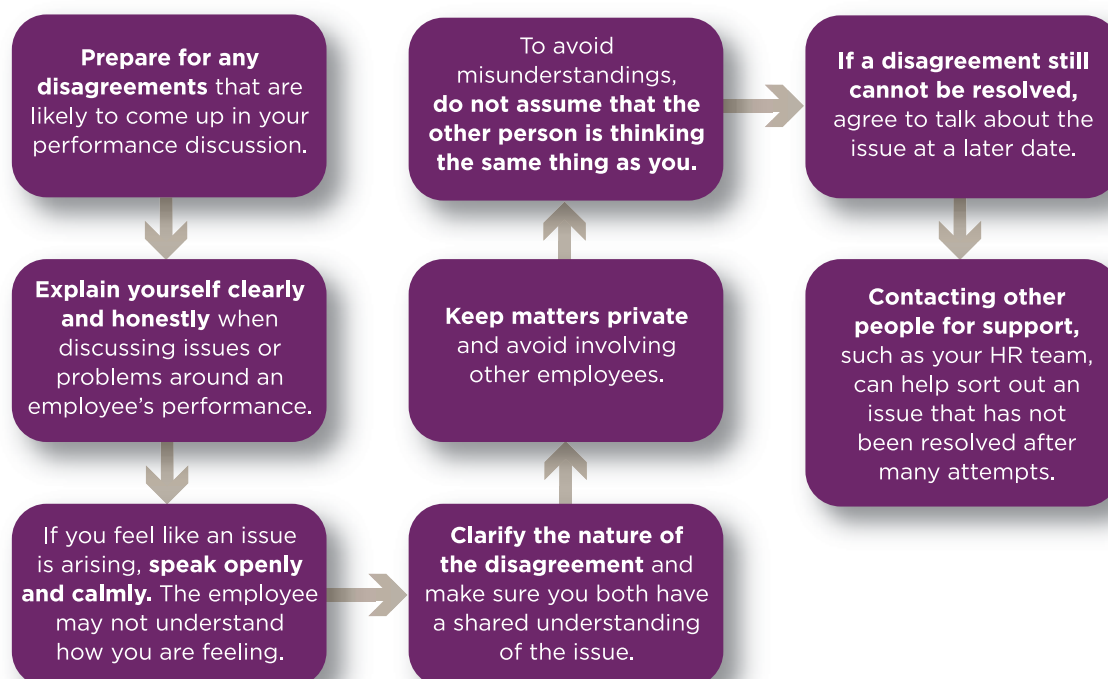 Prepare for any
disagreements that are
likely to come up in your
performance discussion.
Explain yourself clearly
and honestly when
discussing issues or
problems around an
employee’s performance.
If you feel like an issue
is arising, speak openly
and calmly. The employee
may not understand
how you are feeling.
Clarify the nature of
the disagreement and
make sure you both have
a shared understanding
of the issue.
Keep matters private
and avoid involving
other employees.
To avoid
misunderstandings,
do not assume that the
other person is thinking
the same thing as you.
If a disagreement still
cannot be resolved,
agree to talk about the
issue at a later date.
Contacting other
people for support,
such as your HR team,
can help sort out an
issue that has not
been resolved after
many attempts.